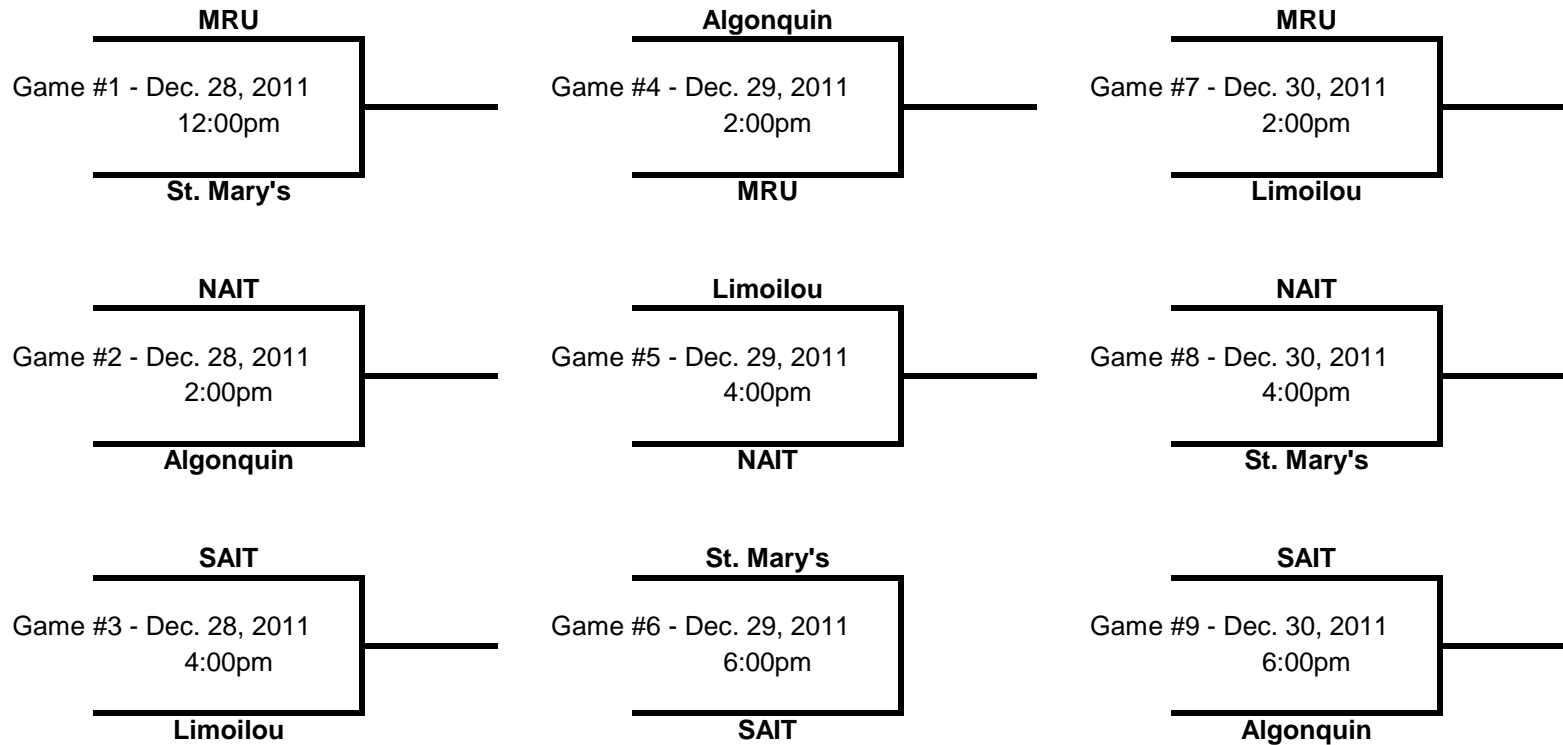 MRU
Game #1 - Dec. 28, 2011
12:00pm
St. Mary's
NAIT
Game #2 - Dec. 28, 2011
2:00pm
Algonquin
SAIT
Game #3 - Dec. 28, 2011
4:00pm
Limoilou
Algonquin
Game #4 - Dec. 29, 2011
2:00pm
MRU
Limoilou
Game #5 - Dec. 29, 2011
4:00pm
NAIT
St. Mary's
Game #6 - Dec. 29, 2011
6:00pm
SAIT
MRU
Game #7 - Dec. 30, 2011
2:00pm
Limoilou
NAIT
Game #8 - Dec. 30, 2011
4:00pm
St. Mary's
SAIT
Game #9 - Dec. 30, 2011
6:00pm
Algonquin